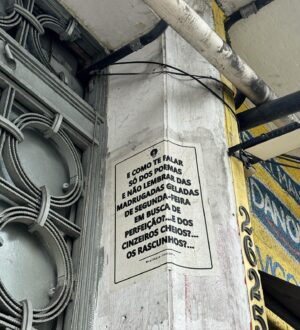 E COMO TE FALAR
SÓ DOS POEMAS
E NÃO LEMBRAR DAS
MADRUGADAS GELADAS
DE SEGUNDA-FEIRA
EM BUSCA DE
PERFEIÇÃO?...E DOS
CINZEIROS CHEIOS?...
OS RASCUNHOS?...
2625